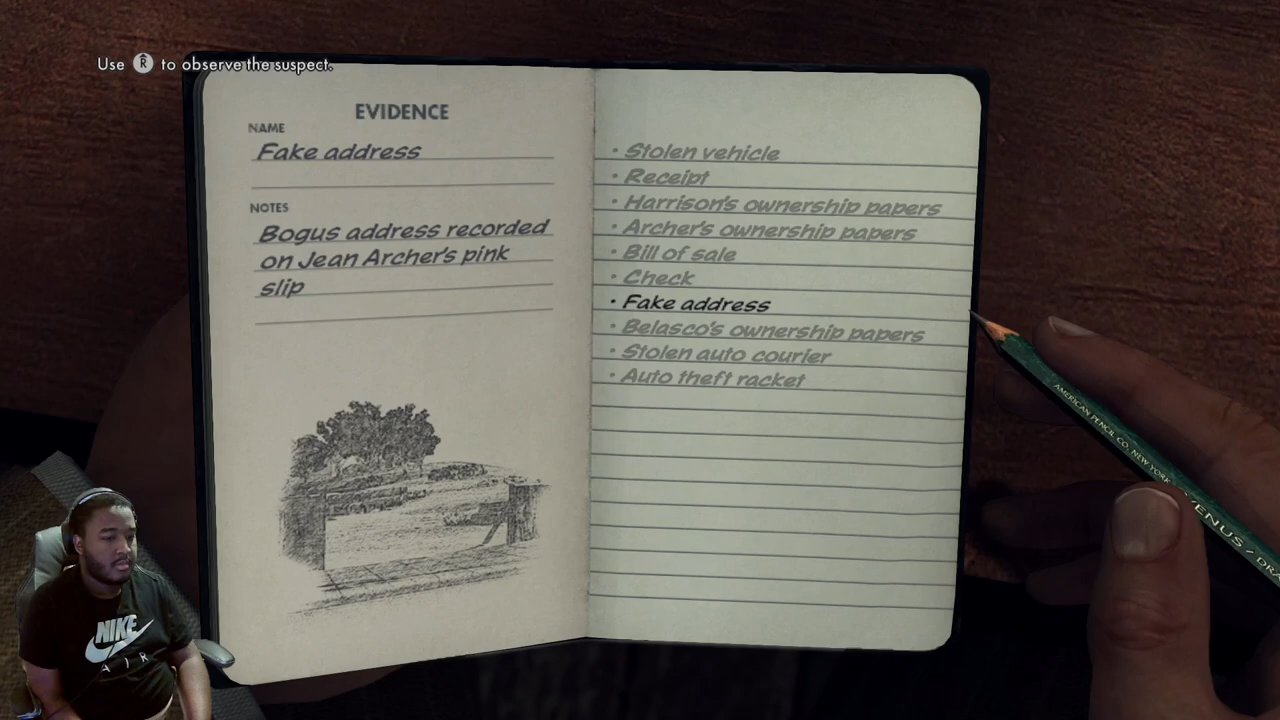 Use R to observe the suspect.
EVIDENCE
NAME
Fake address
NOTES
Bogus address recorded
on Jean Archer's pink
slip
• Stolen vehicle
• Receipt
• Harrison's ownership papers
• Archer's ownership papers
• Bill of sale
• Check
• Fake address
• Belasco's ownership papers
• Stolen auto courier
• Auto theft racket
AMERICAN PENCIL CO. NEW YORK
VENUS / DRA
NIKE
AIR